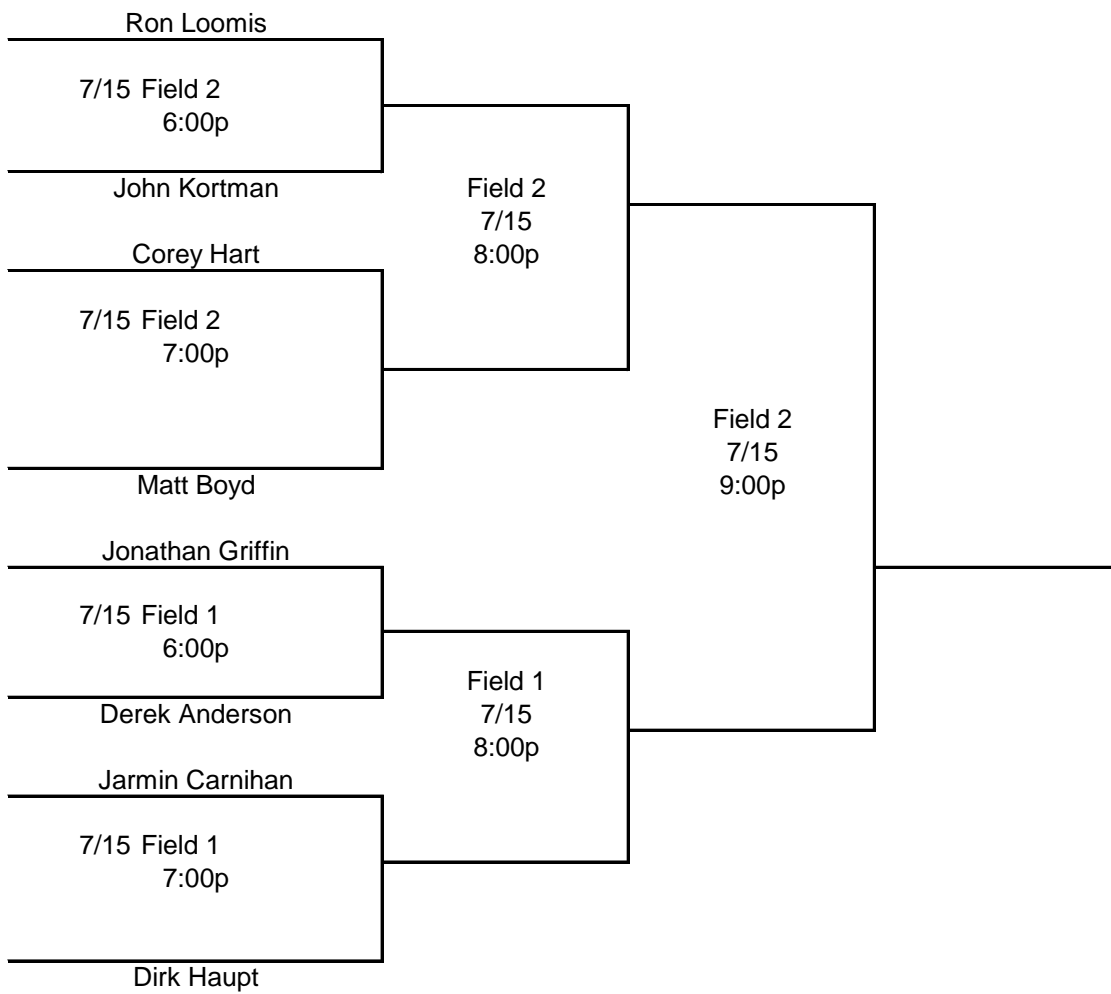 Ron Loomis
7/15 Field 2
6:00p
John Kortman
Field 2
7/15
8:00p
Corey Hart
7/15 Field 2
7:00p
Matt Boyd
Field 2
7/15
9:00p
Jonathan Griffin
7/15 Field 1
6:00p
Derek Anderson
Field 1
7/15
8:00p
Jarmin Carnihan
7/15 Field 1
7:00p
Dirk Haupt